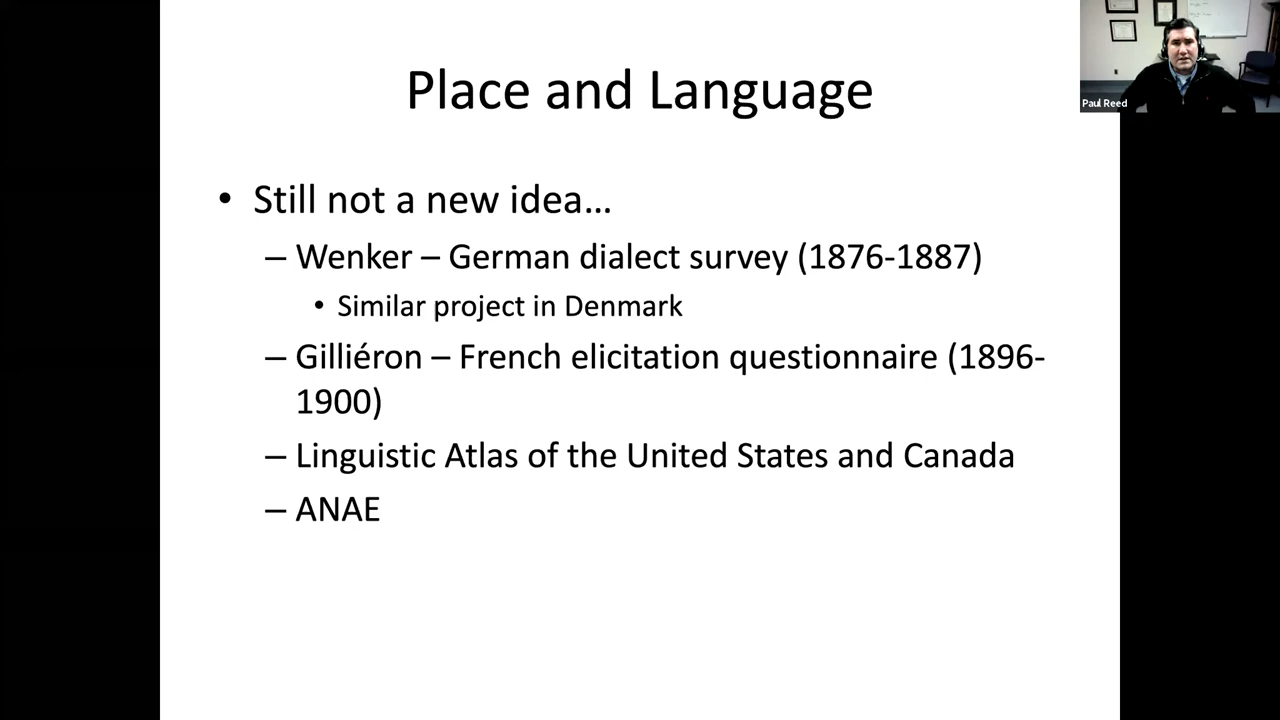 Place and Language
Paul Reed
• Still not a new idea…
– Wenker – German dialect survey (1876-1887)
• Similar project in Denmark
– Gilliéron – French elicitation questionnaire (1896-
1900)
– Linguistic Atlas of the United States and Canada
– ANAE